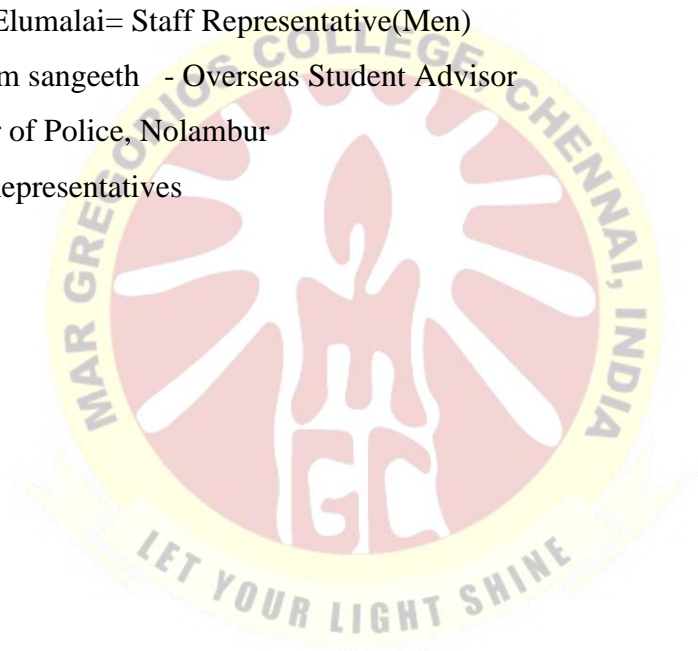 Elumalai= Staff Representative(Men)
m sangeeth - Overseas Student Advisor
r of Police, Nolambur
epresentatives
MAR GREGORIOS COLLEGE, CHENNAI, INDIA
MGC
LET YOUR LIGHT SHINE